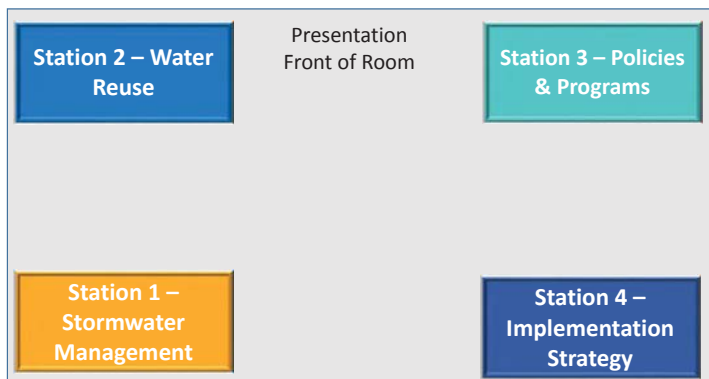 Station 2 – Water
Reuse
Presentation
Front of Room
Station 3 – Policies
& Programs
Station 1 –
Stormwater
Management
Station 4 –
Implementation
Strategy